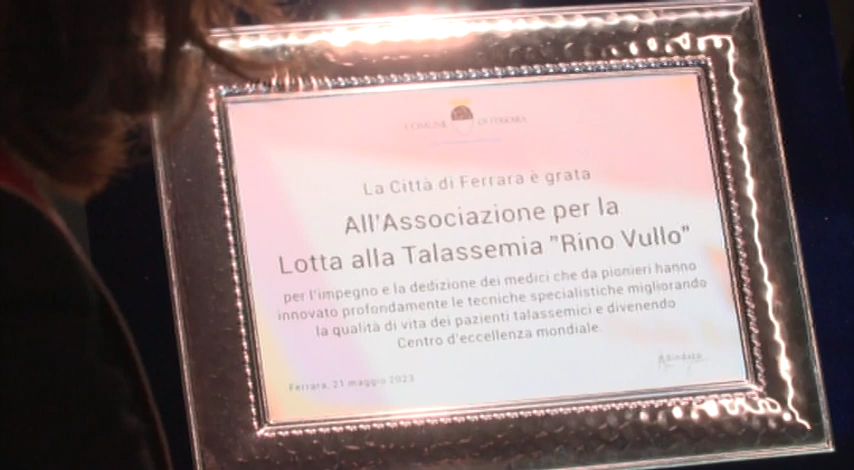 COMUNE DI FERRARA
La Città di Ferrara è grata
All'Associazione per la
Lotta alla Talassemia "Rino Vullo"
per l'impegno e la dedizione dei medici che da pionieri hanno
innovato profondamente le tecniche specialistiche migliorando
la qualità di vita dei pazienti talassemici e divenendo
Centro d'eccellenza mondiale.
Ferrara, 21 maggio 2023